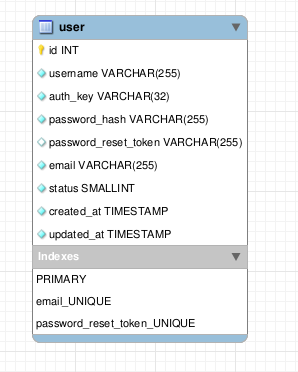 user
id INT
username VARCHAR(255)
auth_key VARCHAR(32)
password_hash VARCHAR(255)
password_reset_token VARCHAR(255)
email VARCHAR(255)
status SMALLINT
created_at TIMESTAMP
updated_at TIMESTAMP
Indexes
PRIMARY
email_UNIQUE
password_reset_token_UNIQUE